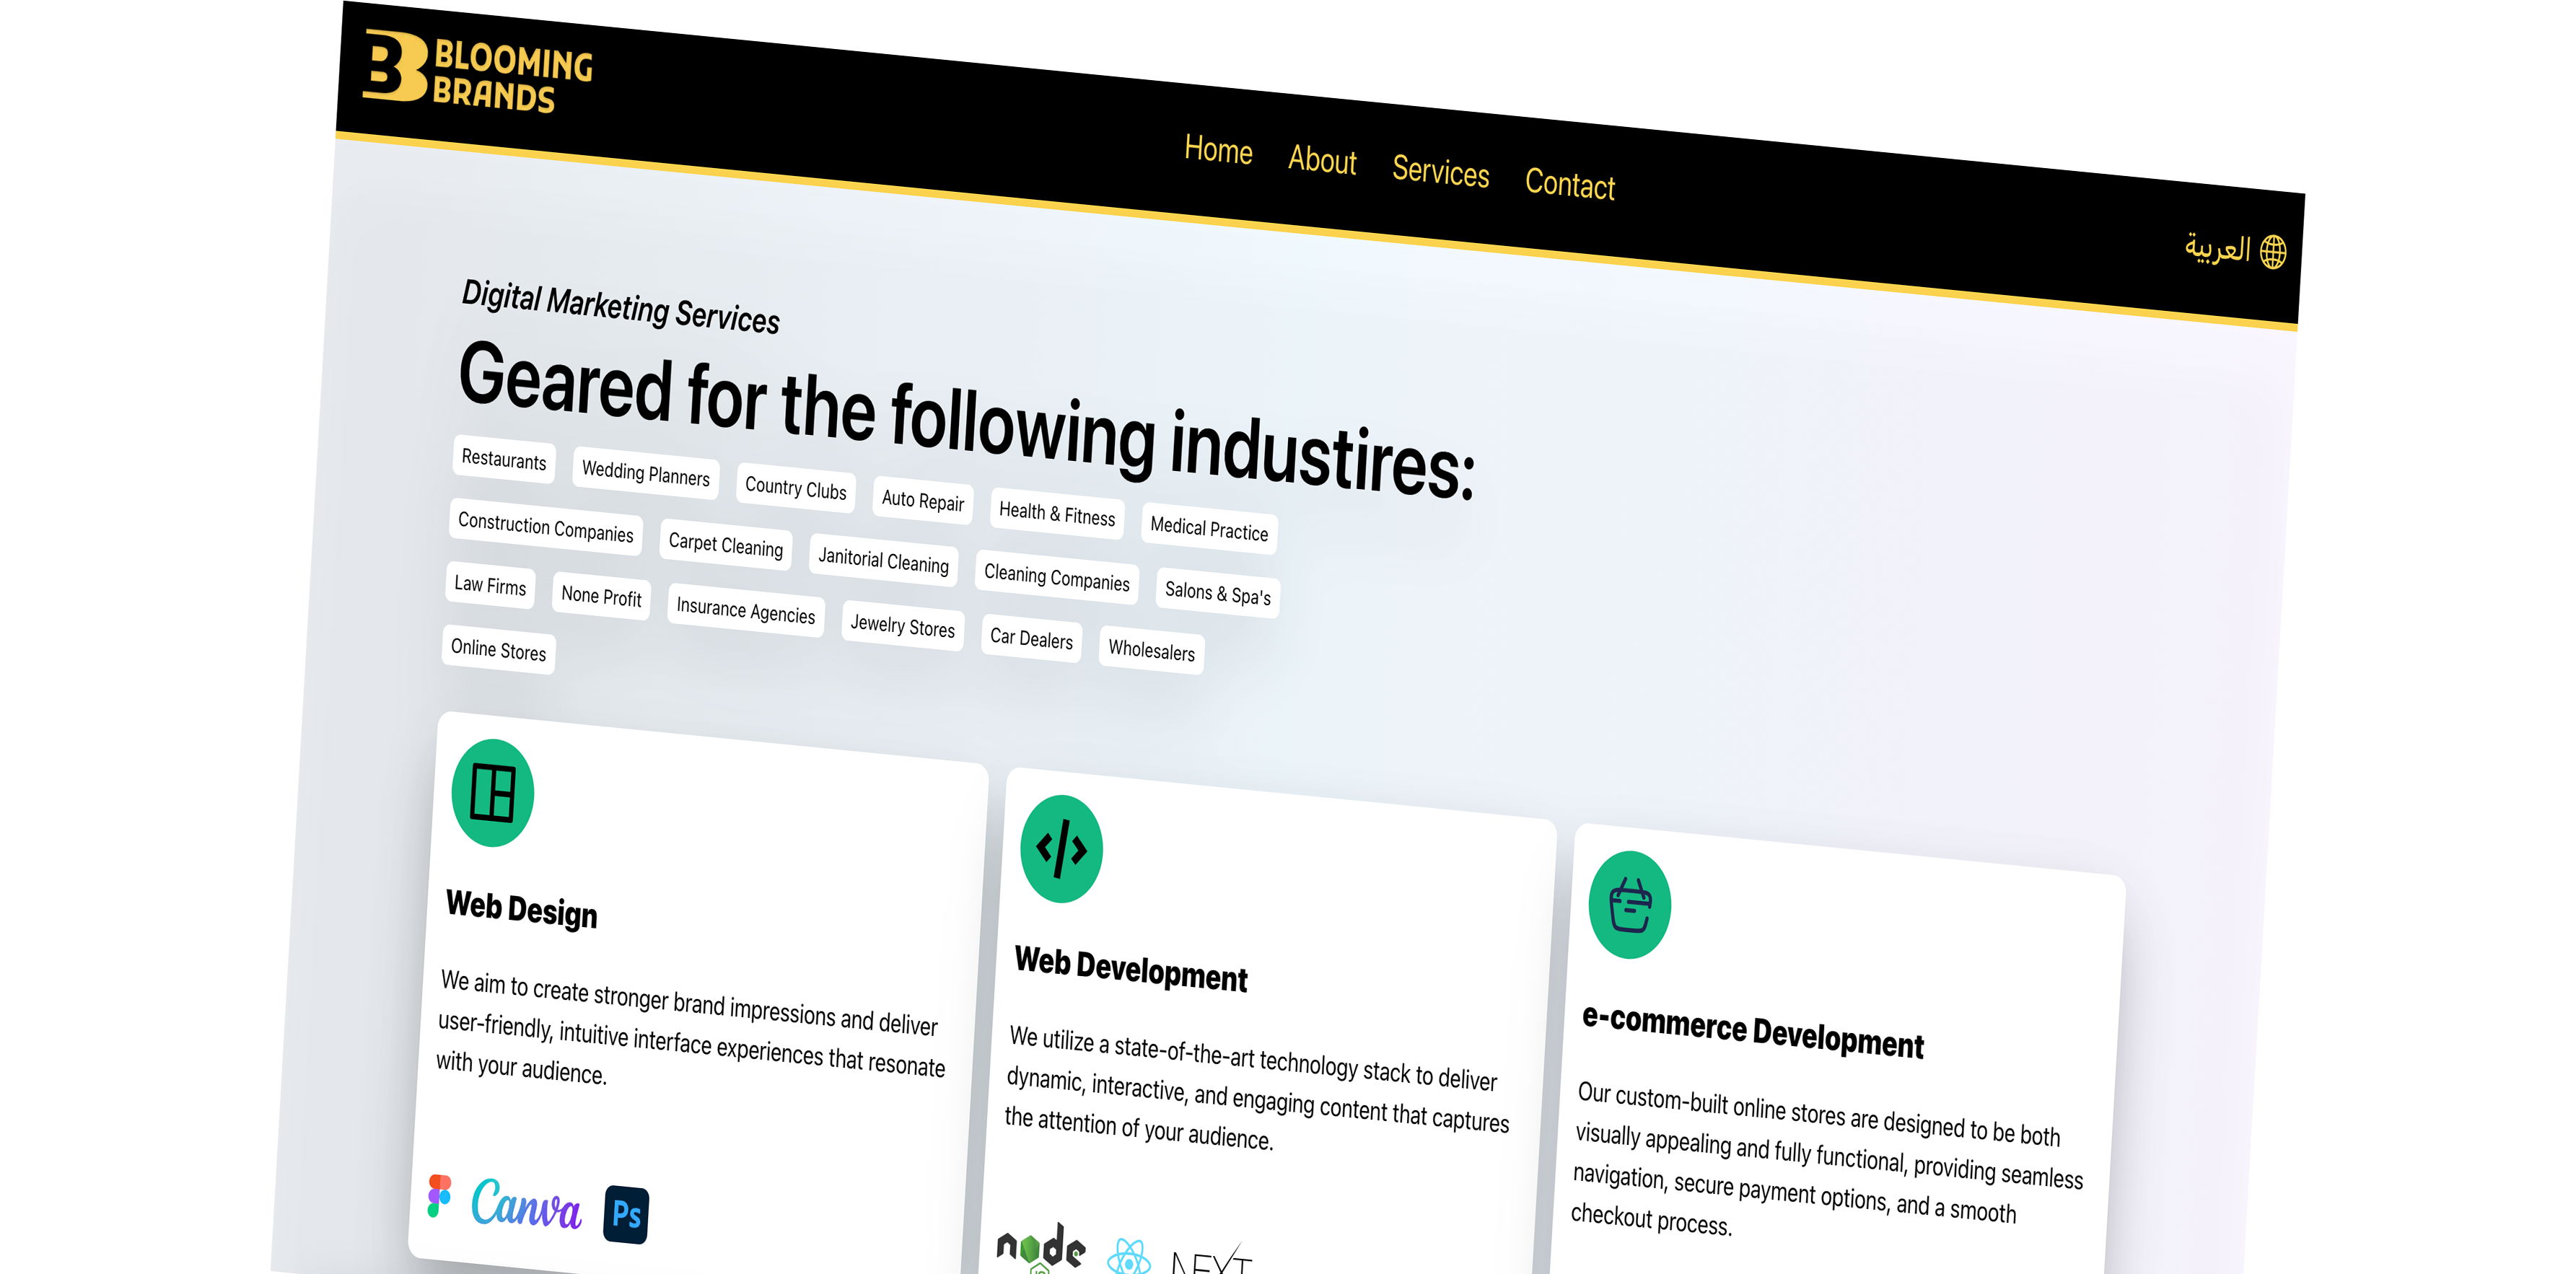 BLOOMING
BRANDS
Home About Services Contact
العربية
Digital Marketing Services
Geared for the following industires:
Restaurants Wedding Planners Country Clubs Auto Repair Health & Fitness Medical Practice
Construction Companies Carpet Cleaning Janitorial Cleaning Cleaning Companies Salons & Spa's
Law Firms None Profit Insurance Agencies Jewelry Stores Car Dealers Wholesalers
Online Stores
Web Design
We aim to create stronger brand impressions and deliver
user-friendly, intuitive interface experiences that resonate
with your audience.
Canva Ps
</>
Web Development
We utilize a state-of-the-art technology stack to deliver
dynamic, interactive, and engaging content that captures
the attention of your audience.
node NEXT
e-commerce Development
Our custom-built online stores are designed to be both
visually appealing and fully functional, providing seamless
navigation, secure payment options, and a smooth
checkout process.